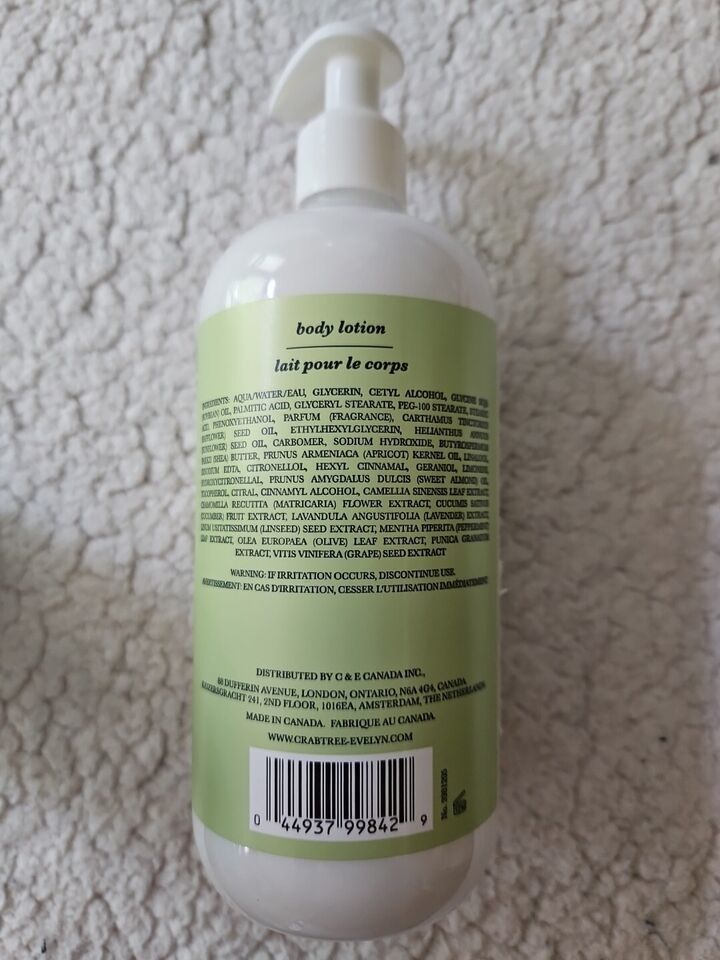 body lotion
lait pour le corps
INGREDIENTS: AQUA/WATER/EAU, GLYCERIN, CETYL ALCOHOL, GLYCINE SOJA
(SOYBEAN) OIL, PALMITIC ACID, GLYCERYL STEARATE, PEG-100 STEARATE, STEARIC
ACID, PHENOXYETHANOL, PARFUM (FRAGRANCE), CARTHAMUS TINCTORIUS
(SAFFLOWER) SEED OIL, ETHYLHEXYLGLYCERIN, HELIANTHUS ANNUUS
(SUNFLOWER) SEED OIL, CARBOMER, SODIUM HYDROXIDE, BUTYROSPERMUM
PARKII (SHEA) BUTTER, PRUNUS ARMENIACA (APRICOT) KERNEL OIL, LINALOOL,
DISODIUM EDTA, CITRONELLOL, HEXYL CINNAMAL, GERANIOL, LIMONENE,
HYDROXYCITRONELLAL, PRUNUS AMYGDALUS DULCIS (SWEET ALMOND) OIL,
TOCOPHEROL, CITRAL, CINNAMYL ALCOHOL, CAMELLIA SINENSIS LEAF EXTRACT,
CHAMOMILLA RECUTITA (MATRICARIA) FLOWER EXTRACT, CUCUMIS SATIVUS
(CUCUMBER) FRUIT EXTRACT, LAVANDULA ANGUSTIFOLIA (LAVENDER) EXTRACT,
LINUM USITATISSIMUM (LINSEED) SEED EXTRACT, MENTHA PIPERITA (PEPPERMINT)
LEAF EXTRACT, OLEA EUROPAEA (OLIVE) LEAF EXTRACT, PUNICA GRANATUM
EXTRACT, VITIS VINIFERA (GRAPE) SEED EXTRACT
WARNING: IF IRRITATION OCCURS, DISCONTINUE USE.
AVERTISSEMENT: EN CAS D'IRRITATION, CESSER L'UTILISATION IMMÉDIATEMENT.
DISTRIBUTED BY C & E CANADA INC.,
88 DUFFERIN AVENUE, LONDON, ONTARIO, N6A 4G4, CANADA
KEIZERSGRACHT 241, 2ND FLOOR, 1016EA, AMSTERDAM, THE NETHERLANDS.
MADE IN CANADA. FABRIQUE AU CANADA.
WWW.CRABTREE-EVELYN.COM
0 44937 99842 9